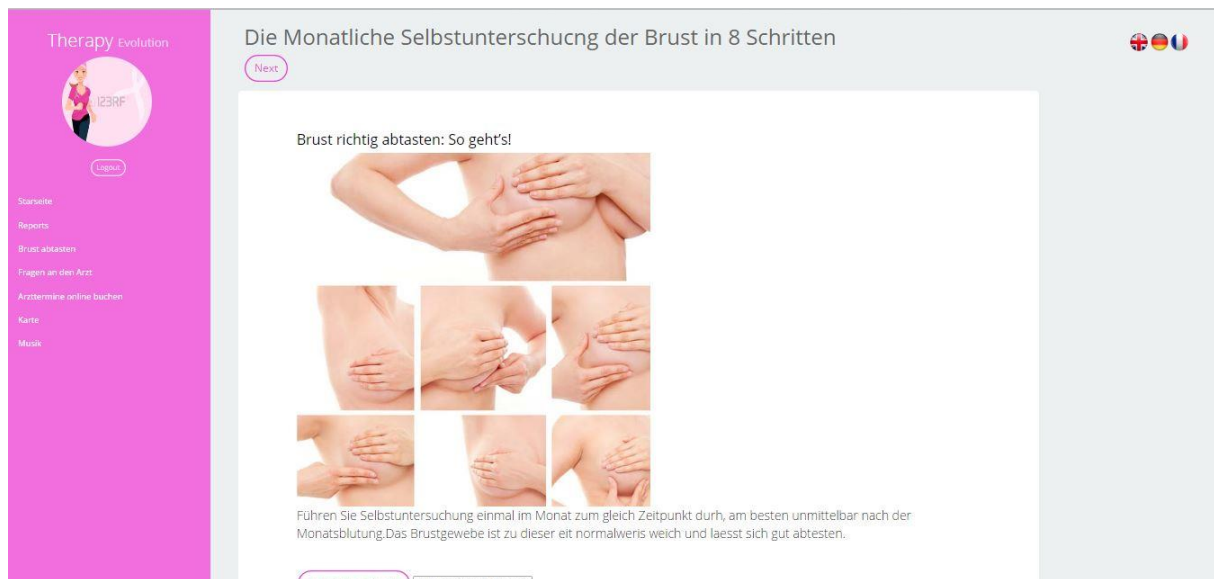 Therapy Evolution
123RF
Logout
Starseite
Reports
Brust abtasten
Fragen an den Arzt
Arzttermine online buchen
Karte
Musik
Die Monatliche Selbstunterschucng der Brust in 8 Schritten
Next
Brust richtig abtasten: So geht's!
Führen Sie Selbstuntersuchung einmal im Monat zum gleich Zeitpunkt durh, am besten unmittelbar nach der
Monatsblutung.Das Brustgewebe ist zu dieser eit normalweris weich und laesst sich gut abtesten.